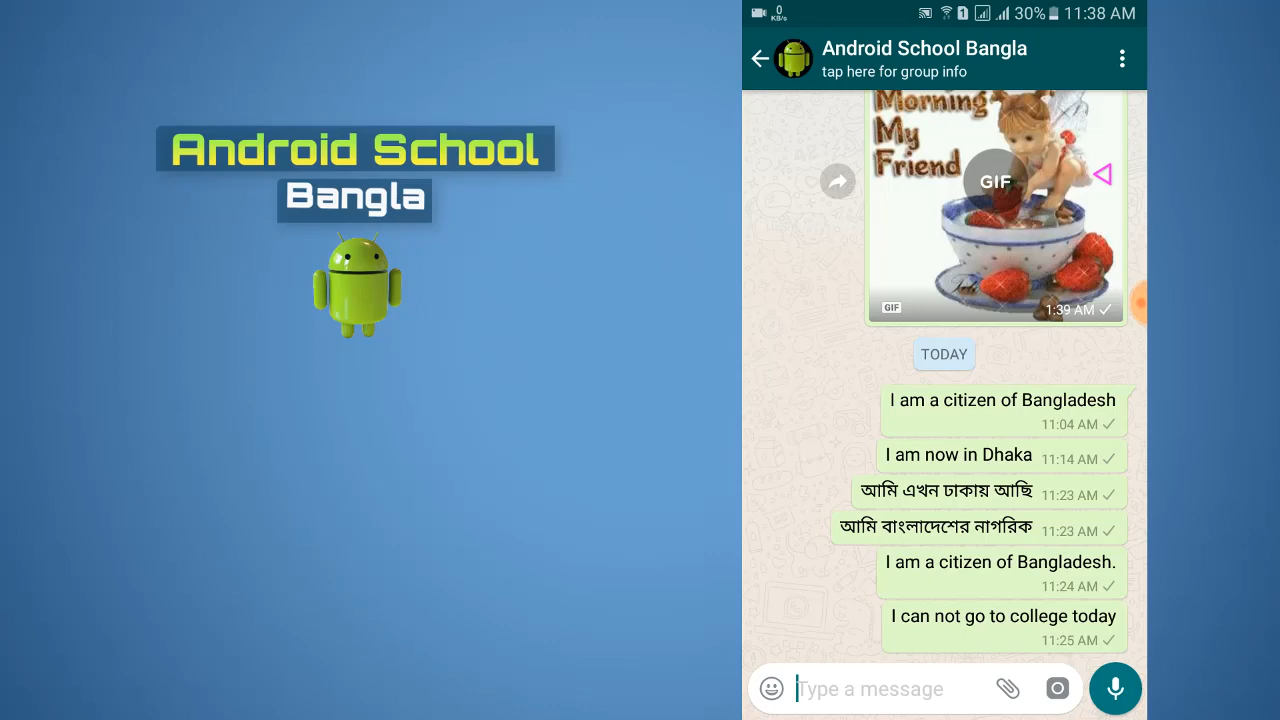 Android School
Bangla
0
KB/s
1
30%
11:38 AM
Android School Bangla
tap here for group info
Morning
My
Friend
GIF
GIF
1:39 AM
TODAY
I am a citizen of Bangladesh
11:04 AM
I am now in Dhaka 11:14 AM
আমি এখন ঢাকায় আছি 11:23 AM
আমি বাংলাদেশের নাগরিক 11:23 AM
I am a citizen of Bangladesh.
11:24 AM
I can not go to college today
11:25 AM
Type a message